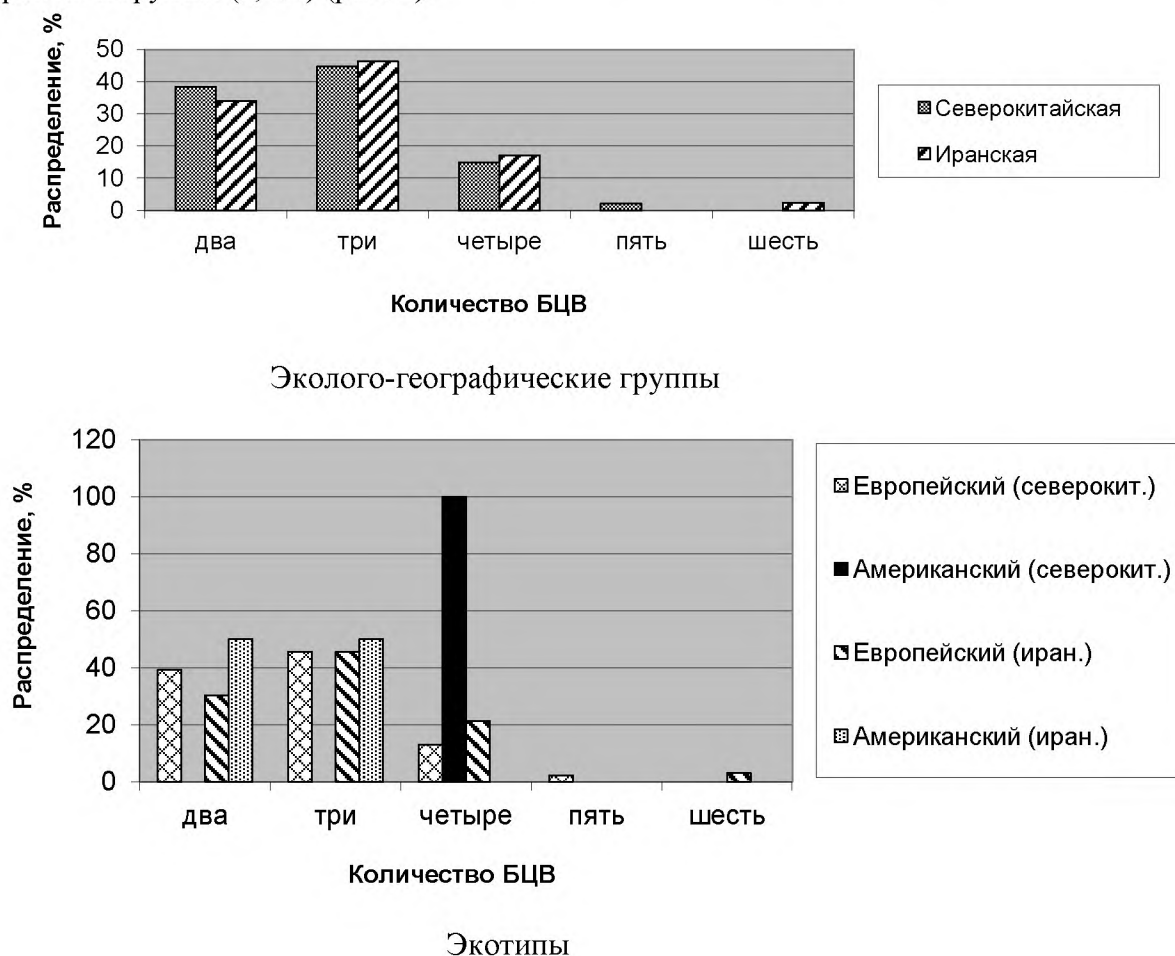 50
40
30
20
10
0
Распределение, %
два три четыре пять шесть
Количество БЦВ
Северокитайская
Иранская
Эколого-географические группы
120
100
80
60
40
20
0
Распределение, %
два три четыре пять шесть
Количество БЦВ
Европейский (северокит.)
Американский (северокит.)
Европейский (иран.)
Американский (иран.)
Экотипы